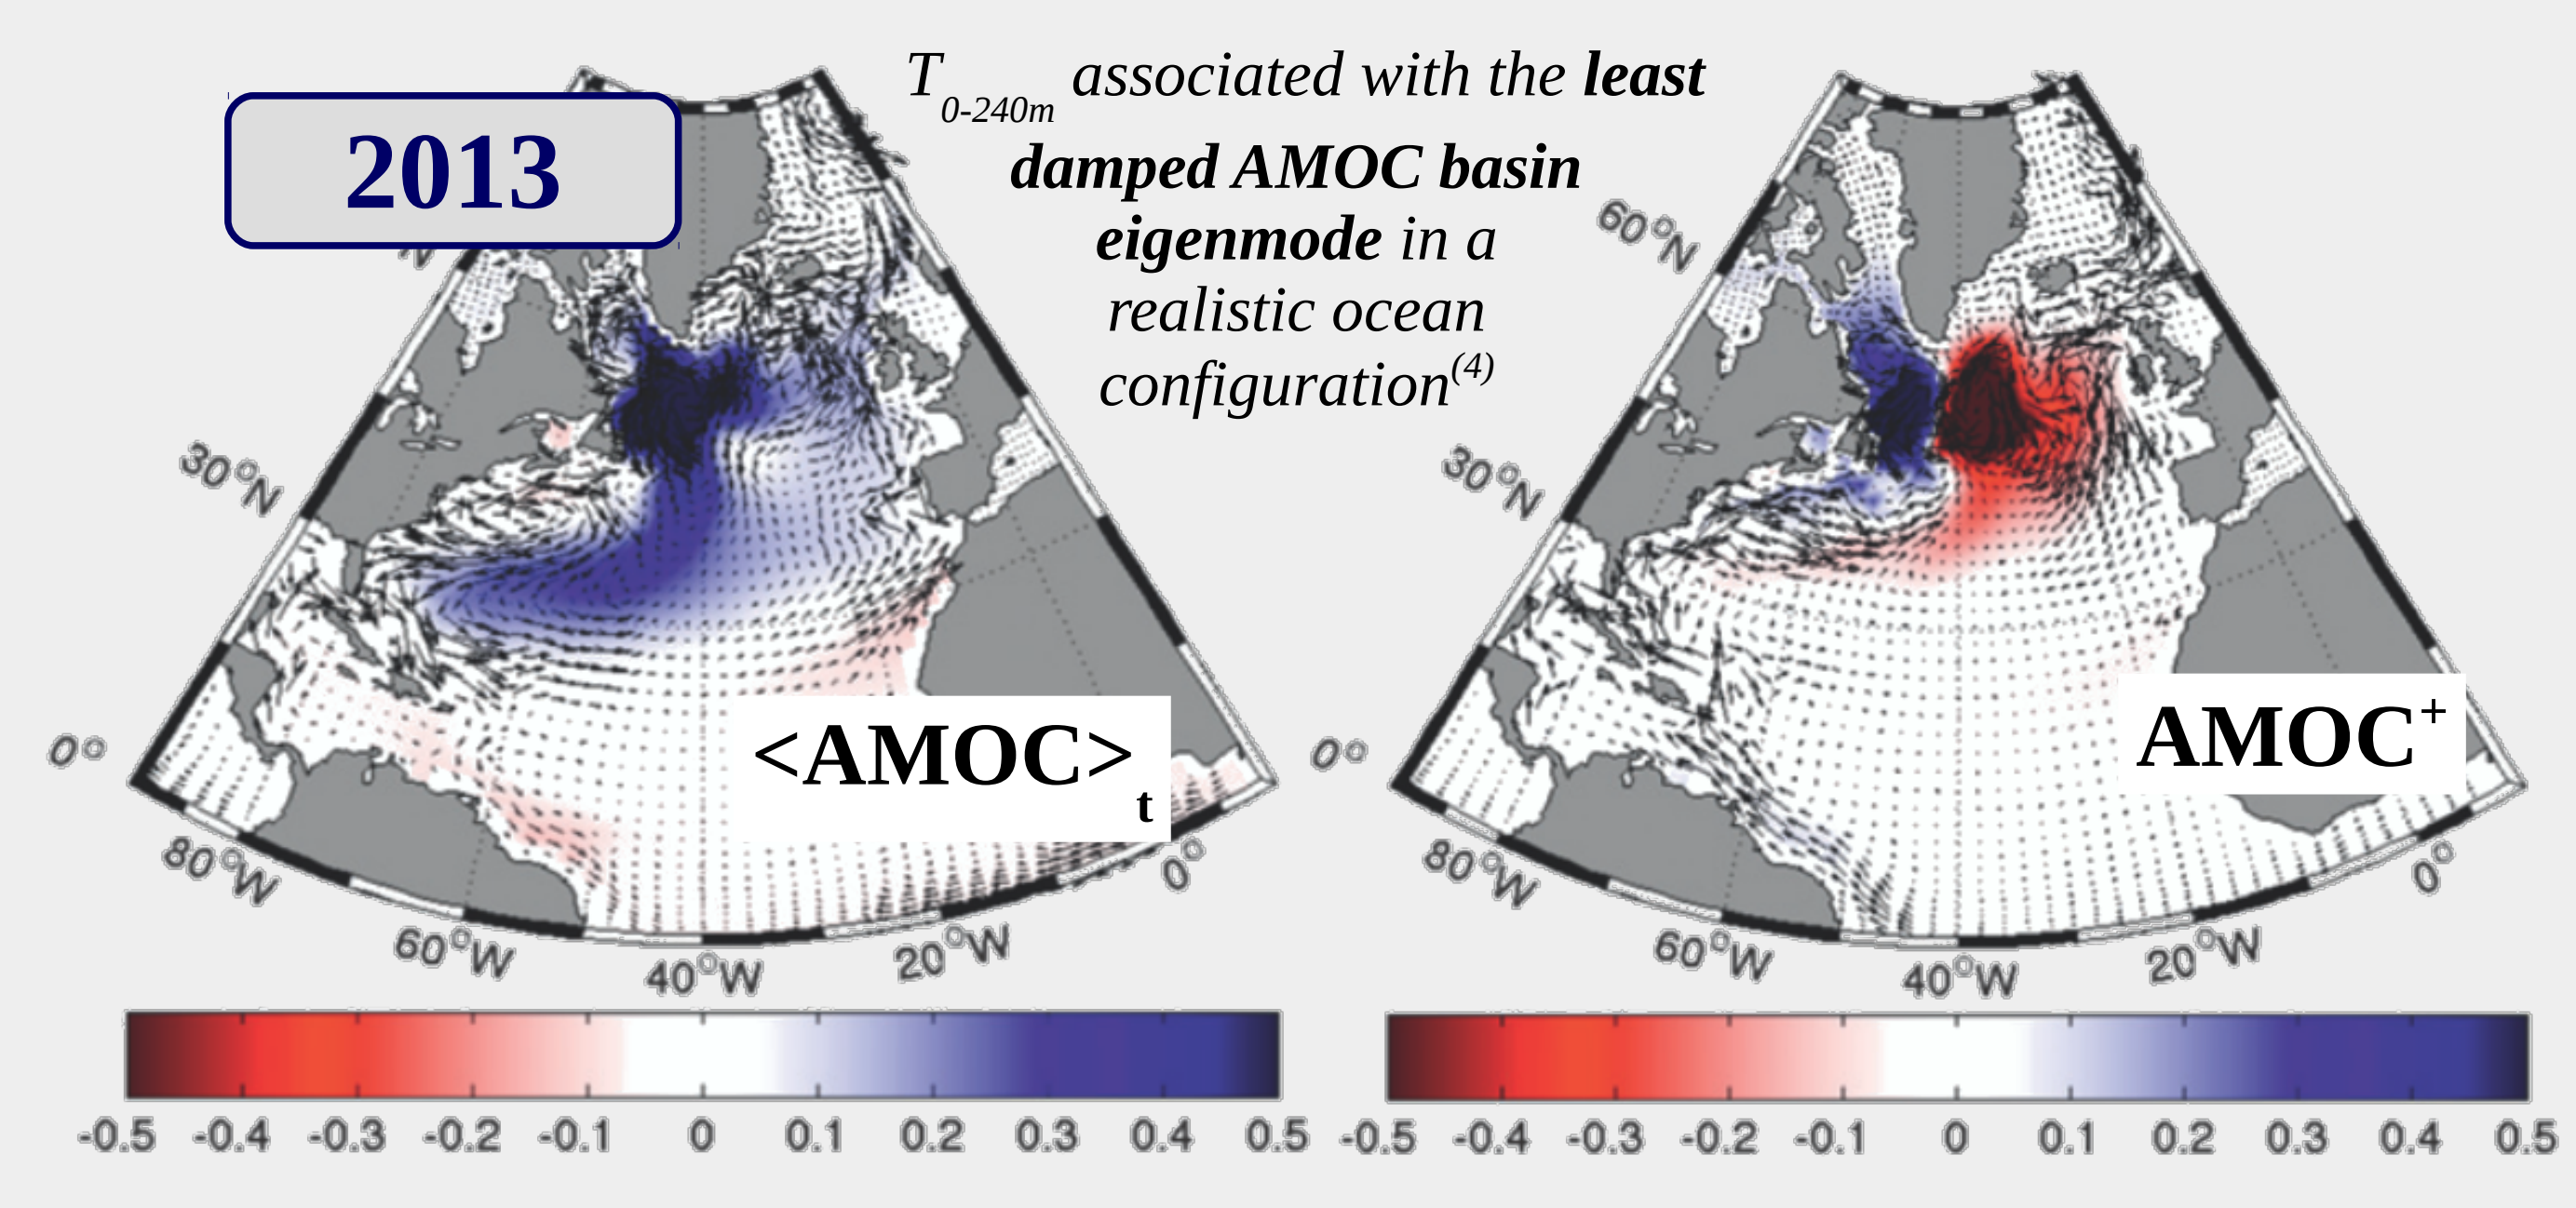 2013
T0-240m associated with the least
damped AMOC basin
eigenmode in a
realistic ocean
configuration(4)
N
30°N
0°
80°W
60°W
40°W
20°W
0°
<AMOC>t
-0.5 -0.4 -0.3 -0.2 -0.1 0 0.1 0.2 0.3 0.4 0.5
60°N
30°N
0°
80°W
60°W
40°W
20°W
0°
AMOC+
-0.5 -0.4 -0.3 -0.2 -0.1 0 0.1 0.2 0.3 0.4 0.5